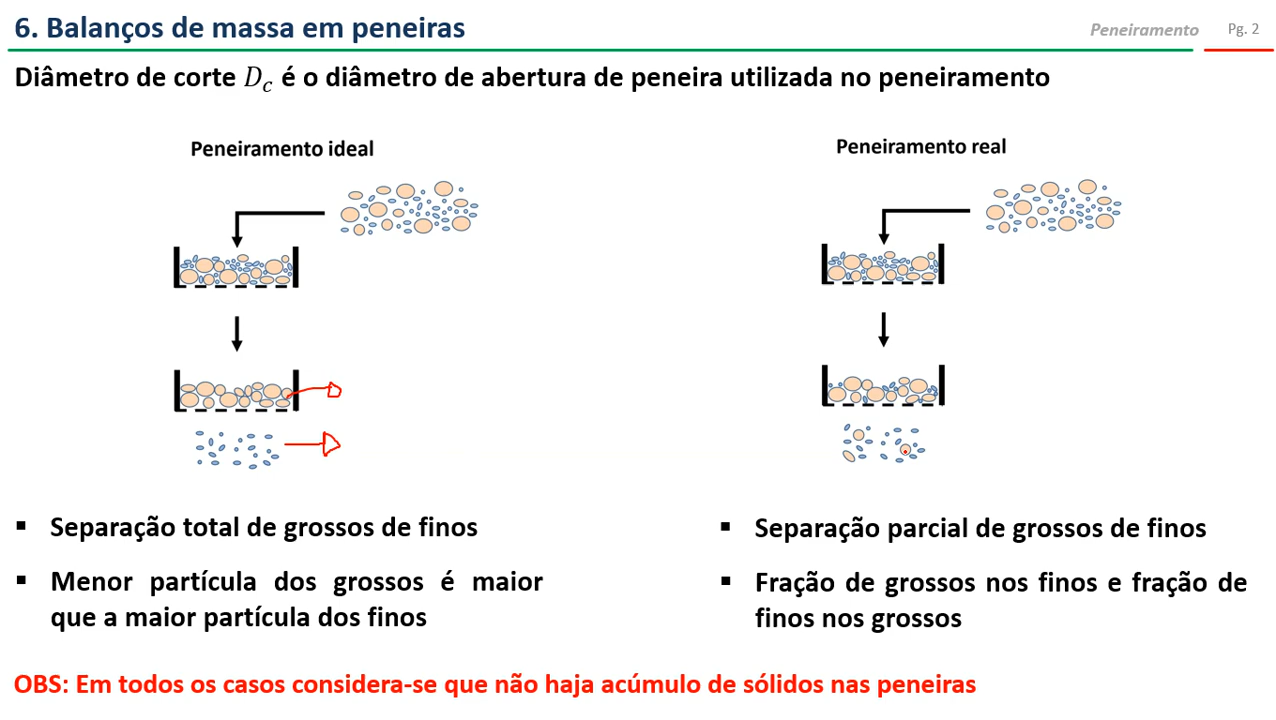 6. Balanços de massa em peneiras
Peneiramento
Pg. 2
Diâmetro de corte D_c é o diâmetro de abertura de peneira utilizada no peneiramento
Peneiramento ideal
Peneiramento real
▪ Separação total de grossos de finos
▪ Menor partícula dos grossos é maior
que a maior partícula dos finos
▪ Separação parcial de grossos de finos
▪ Fração de grossos nos finos e fração de
finos nos grossos
OBS: Em todos os casos considera-se que não haja acúmulo de sólidos nas peneiras